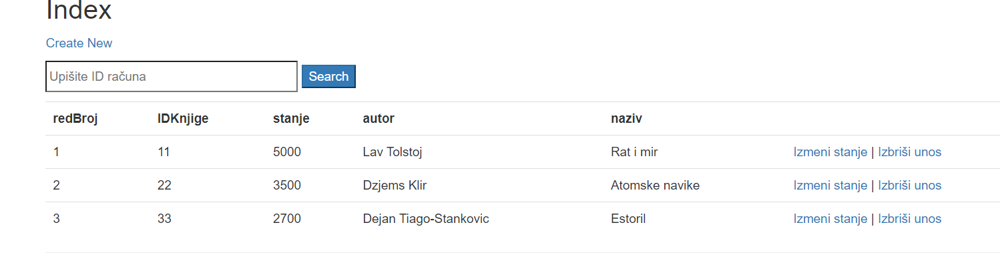 Index
Create New
Upišite ID računa Search
redBroj IDKnjige stanje autor naziv
1 11 5000 Lav Tolstoj Rat i mir Izmeni stanje | Izbriši unos
2 22 3500 Dzjems Klir Atomske navike Izmeni stanje | Izbriši unos
3 33 2700 Dejan Tiago-Stankovic Estoril Izmeni stanje | Izbriši unos